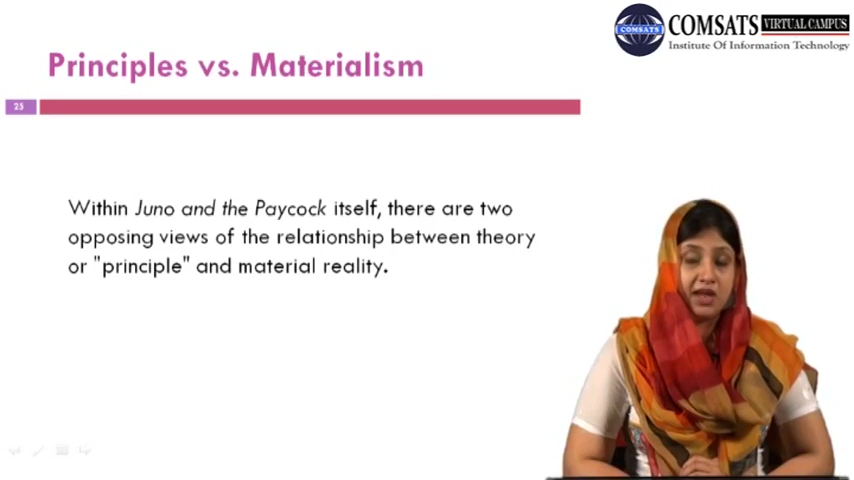 COMSATS VIRTUAL CAMPUS
Institute Of Information Technology
COMSATS
Principles vs. Materialism
25
Within Juno and the Paycock itself, there are two
opposing views of the relationship between theory
or "principle" and material reality.